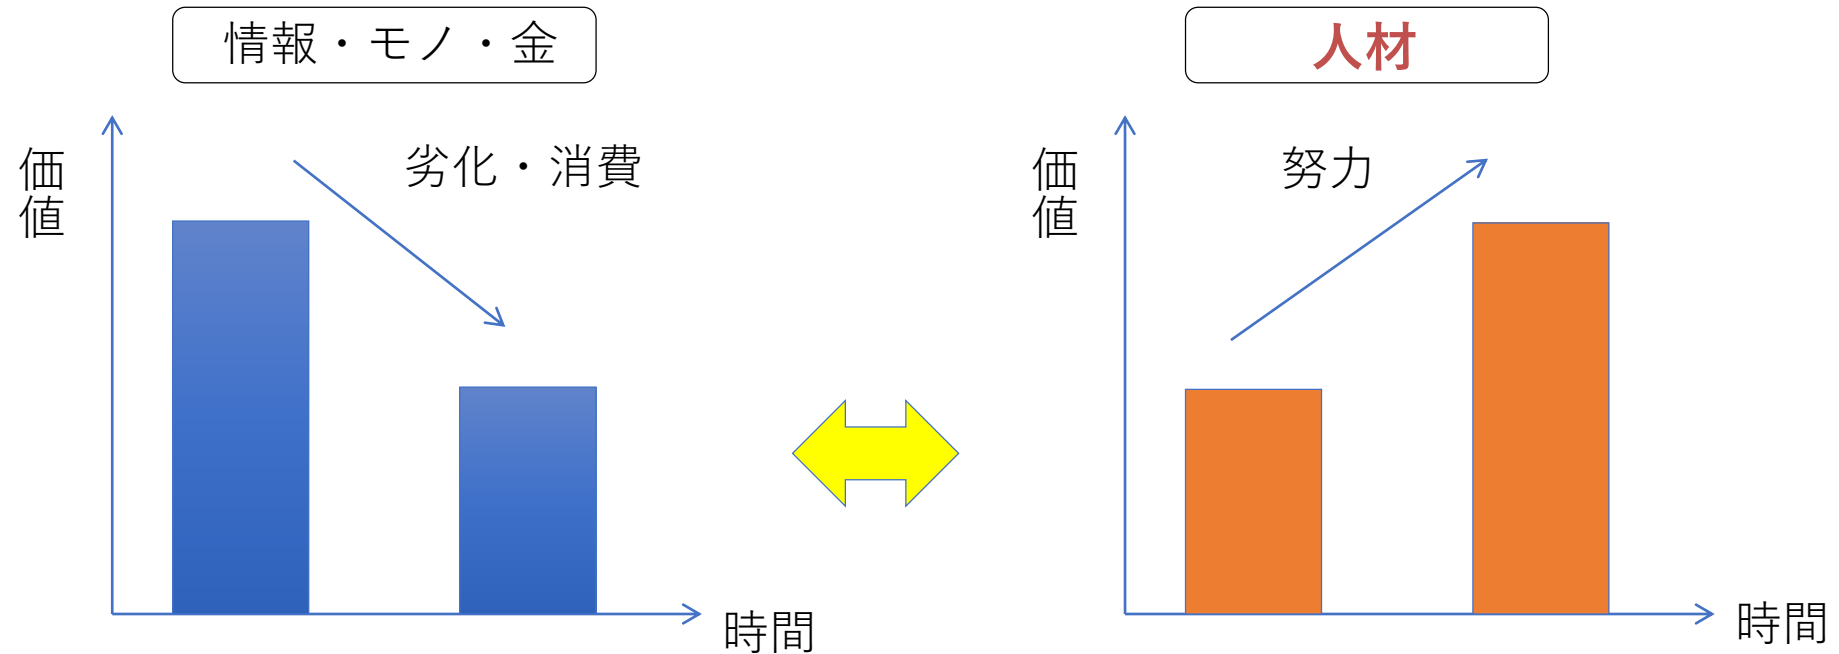 情報・モノ・金
価値
劣化・消費
時間
人材
価値
努力
時間